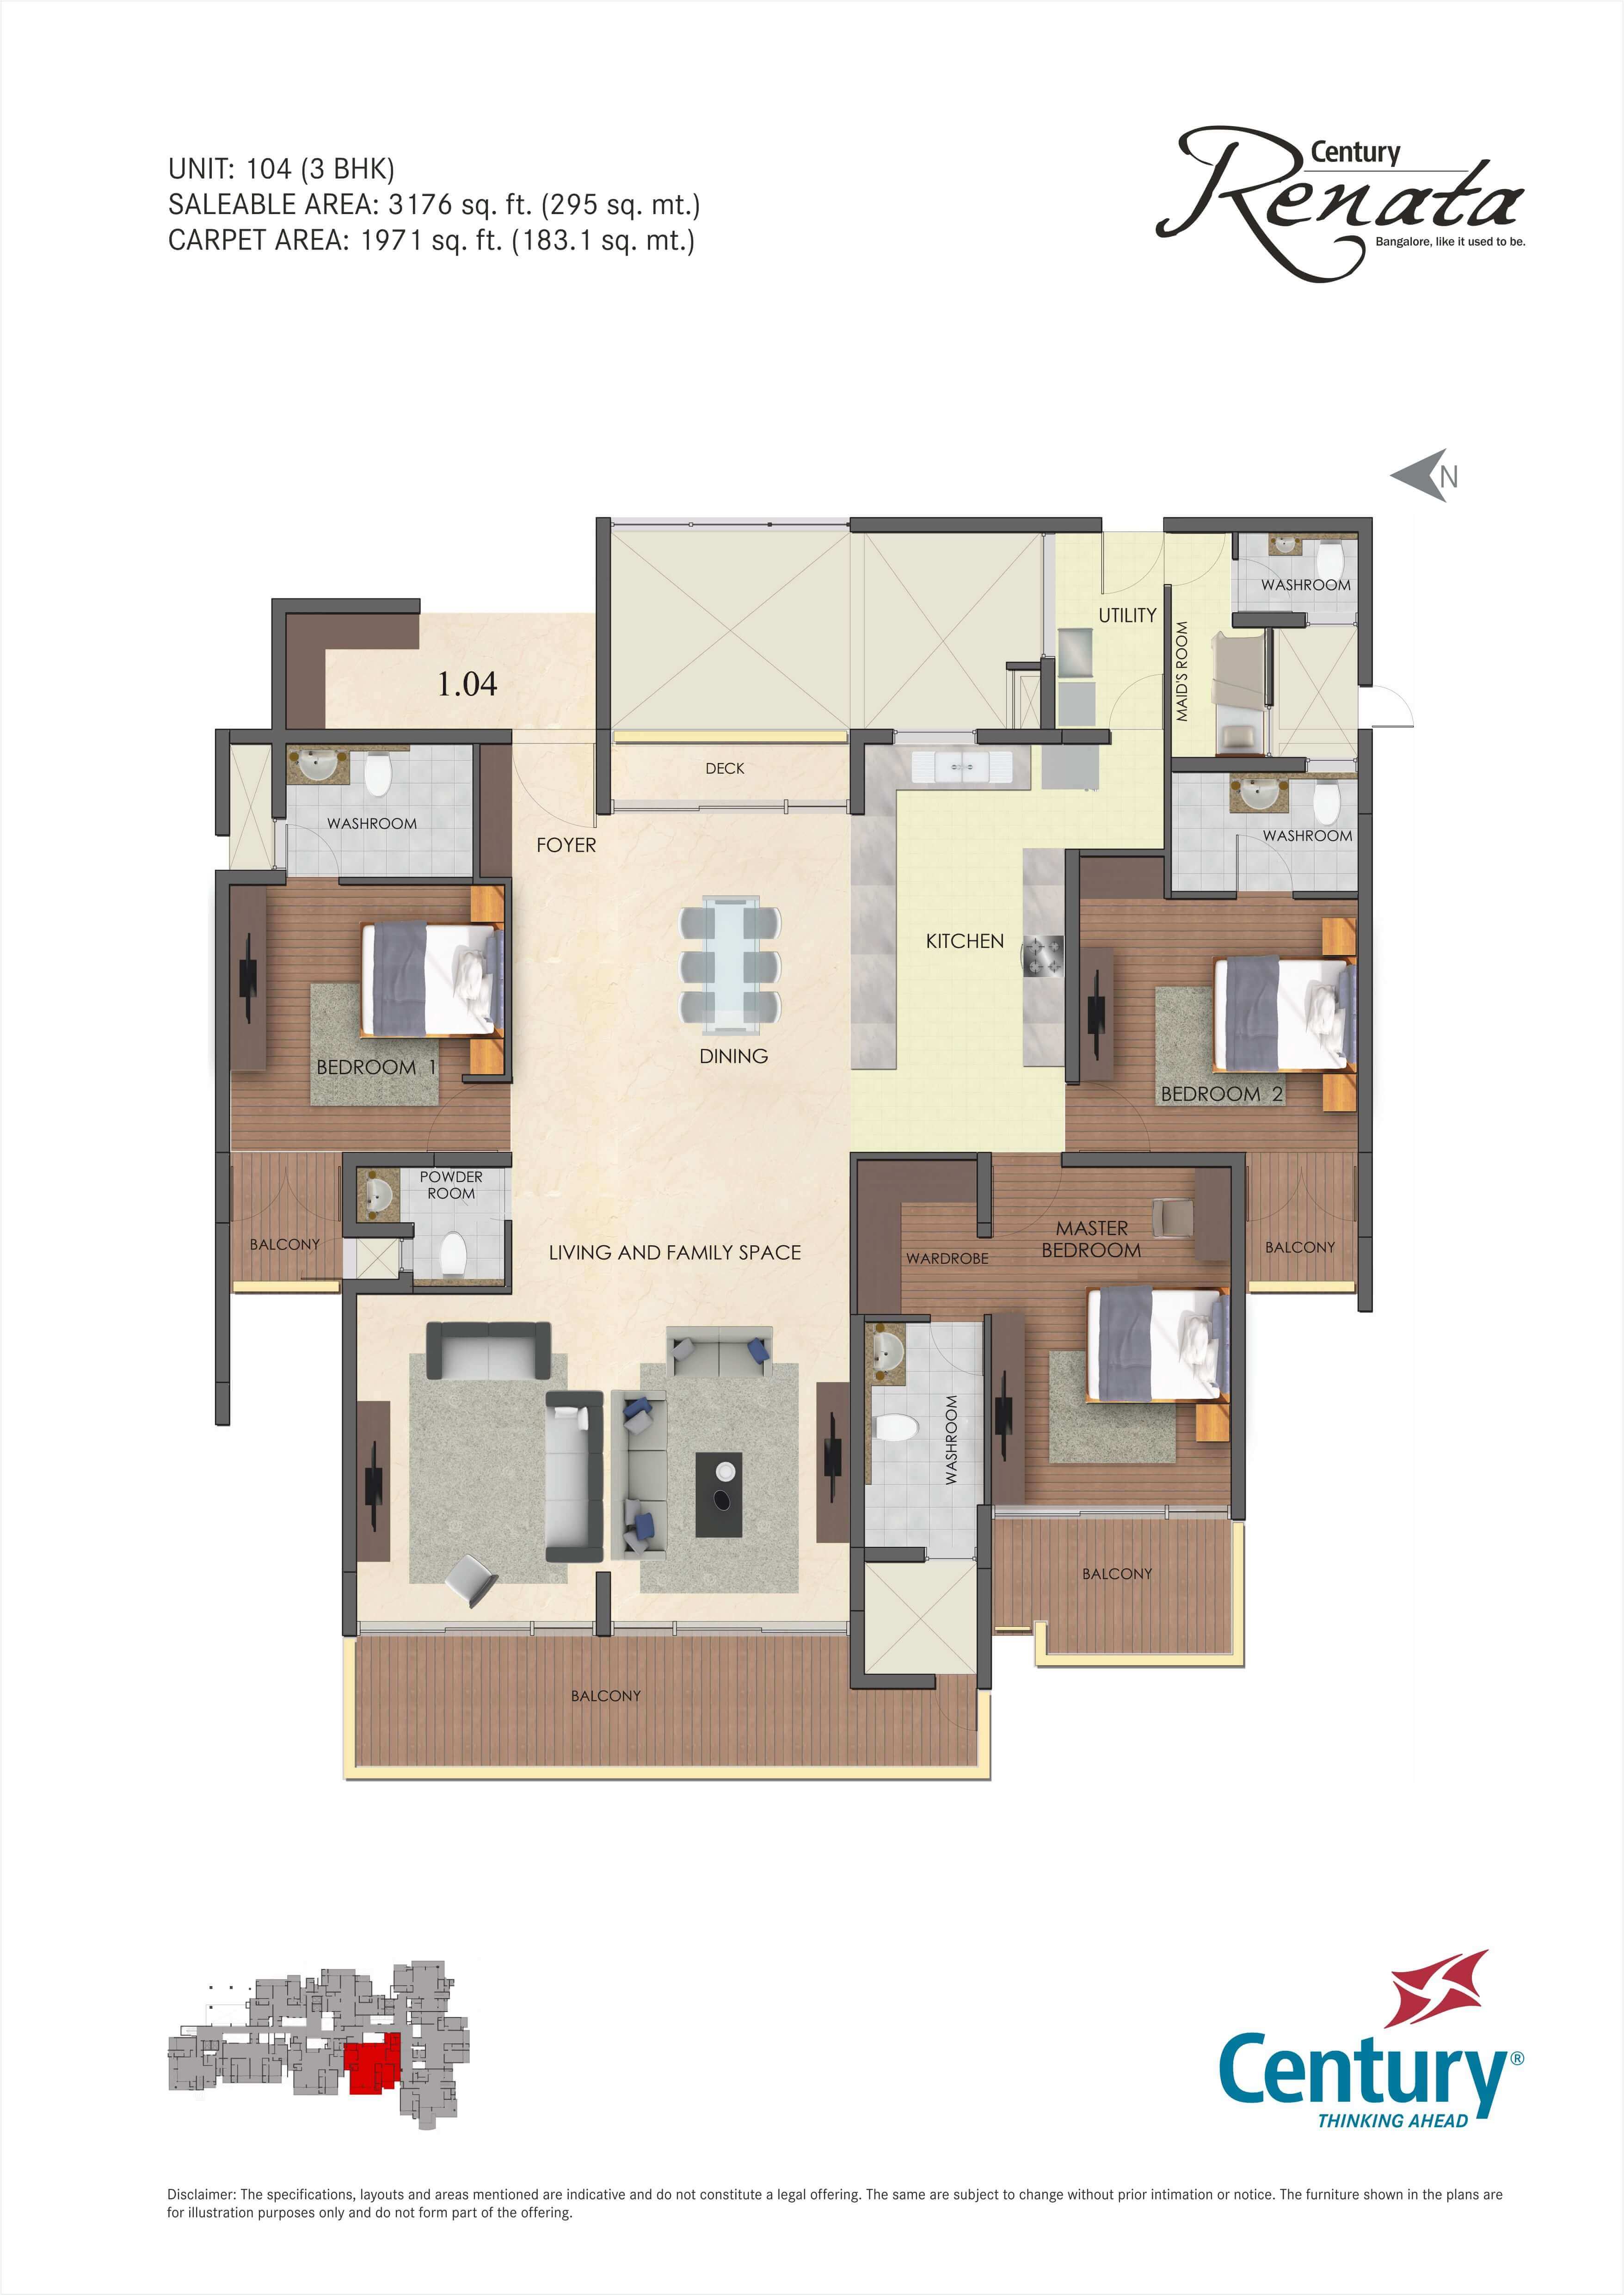 UNIT: 104 (3 BHK)
SALEABLE AREA: 3176 sq. ft. (295 sq. mt.)
CARPET AREA: 1971 sq. ft. (183.1 sq. mt.)
Century
Renata
Bangalore, like it used to be.
N
WASHROOM
UTILITY
MAID'S ROOM
1.04
DECK
WASHROOM
FOYER
WASHROOM
KITCHEN
DINING
BEDROOM 1
BEDROOM 2
POWDER
ROOM
BALCONY
LIVING AND FAMILY SPACE
WARDROBE
MASTER
BEDROOM
BALCONY
WASHROOM
BALCONY
BALCONY
Century®
THINKING AHEAD
Disclaimer: The specifications, layouts and areas mentioned are indicative and do not constitute a legal offering. The same are subject to change without prior intimation or notice. The furniture shown in the plans are
for illustration purposes only and do not form part of the offering.